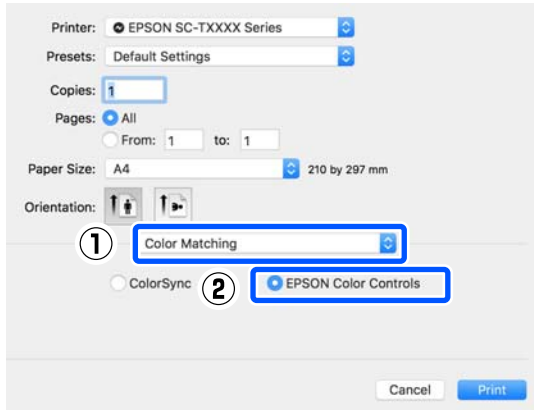 Printer: EPSON SC-TXXXX Series
Presets: Default Settings
Copies: 1
Pages: All
From: 1 to: 1
Paper Size: A4 210 by 297 mm
Orientation:
① Color Matching
ColorSync ② EPSON Color Controls
Cancel Print